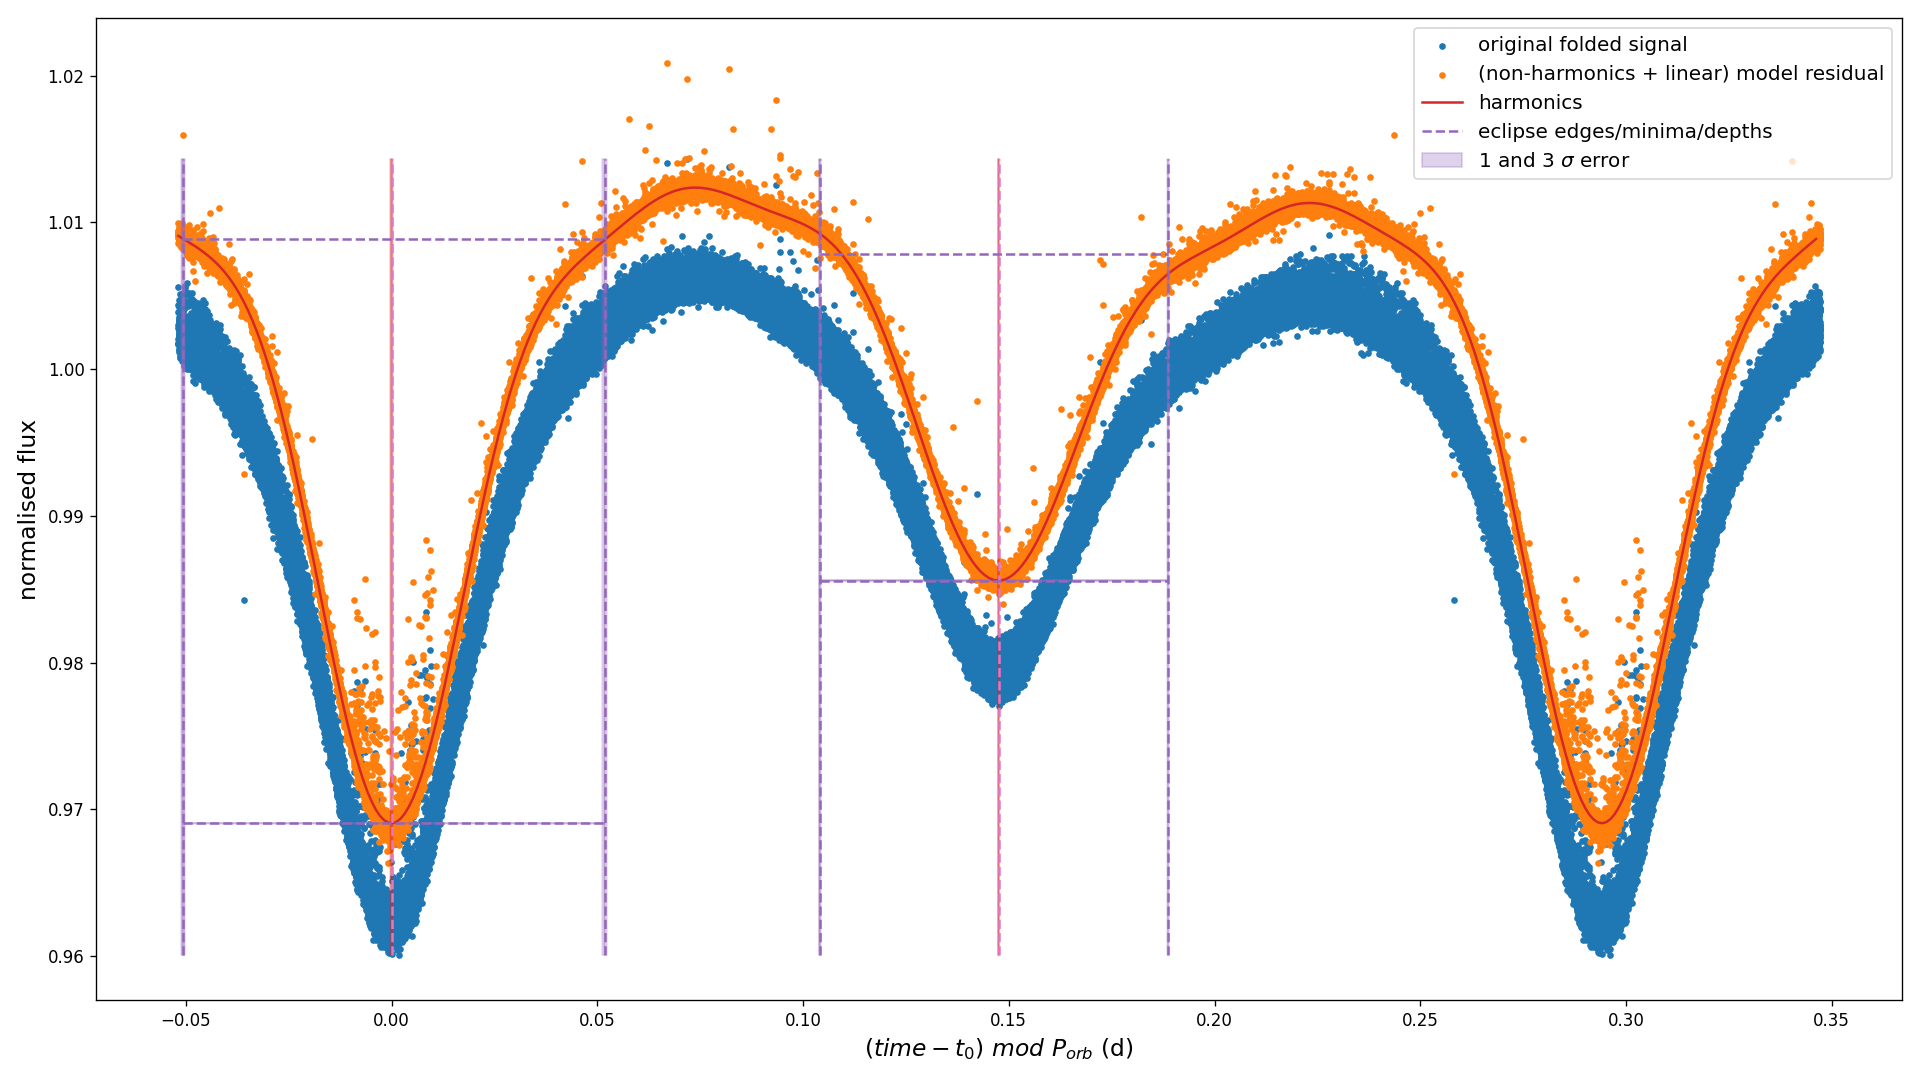 original folded signal
(non-harmonics + linear) model residual
harmonics
eclipse edges/minima/depths
1 and 3 σ error
normalised flux
1.02
1.01
1.00
0.99
0.98
0.97
0.96
−0.05 0.00 0.05 0.10 0.15 0.20 0.25 0.30 0.35
(time − t₀) mod Pₒᵣb (d)